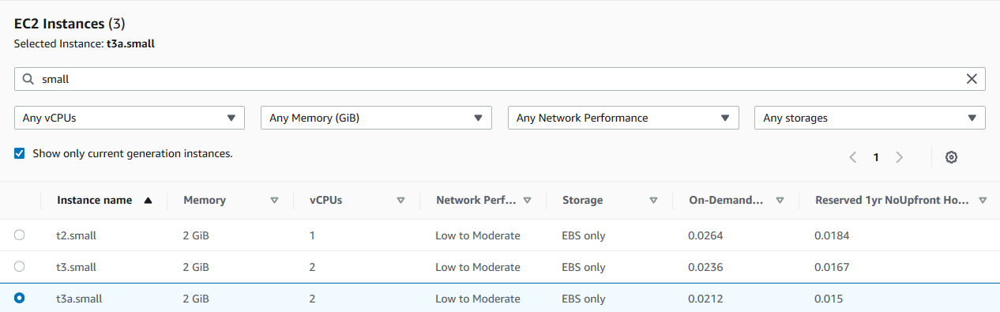 EC2 Instances (3)
Selected Instance: t3a.small
small
Any vCPUs Any Memory (GiB) Any Network Performance Any storages
Show only current generation instances.
1
Instance name Memory vCPUs Network Perf... Storage On-Demand... Reserved 1yr NoUpfront Ho...
t2.small 2 GiB 1 Low to Moderate EBS only 0.0264 0.0184
t3.small 2 GiB 2 Low to Moderate EBS only 0.0236 0.0167
t3a.small 2 GiB 2 Low to Moderate EBS only 0.0212 0.015